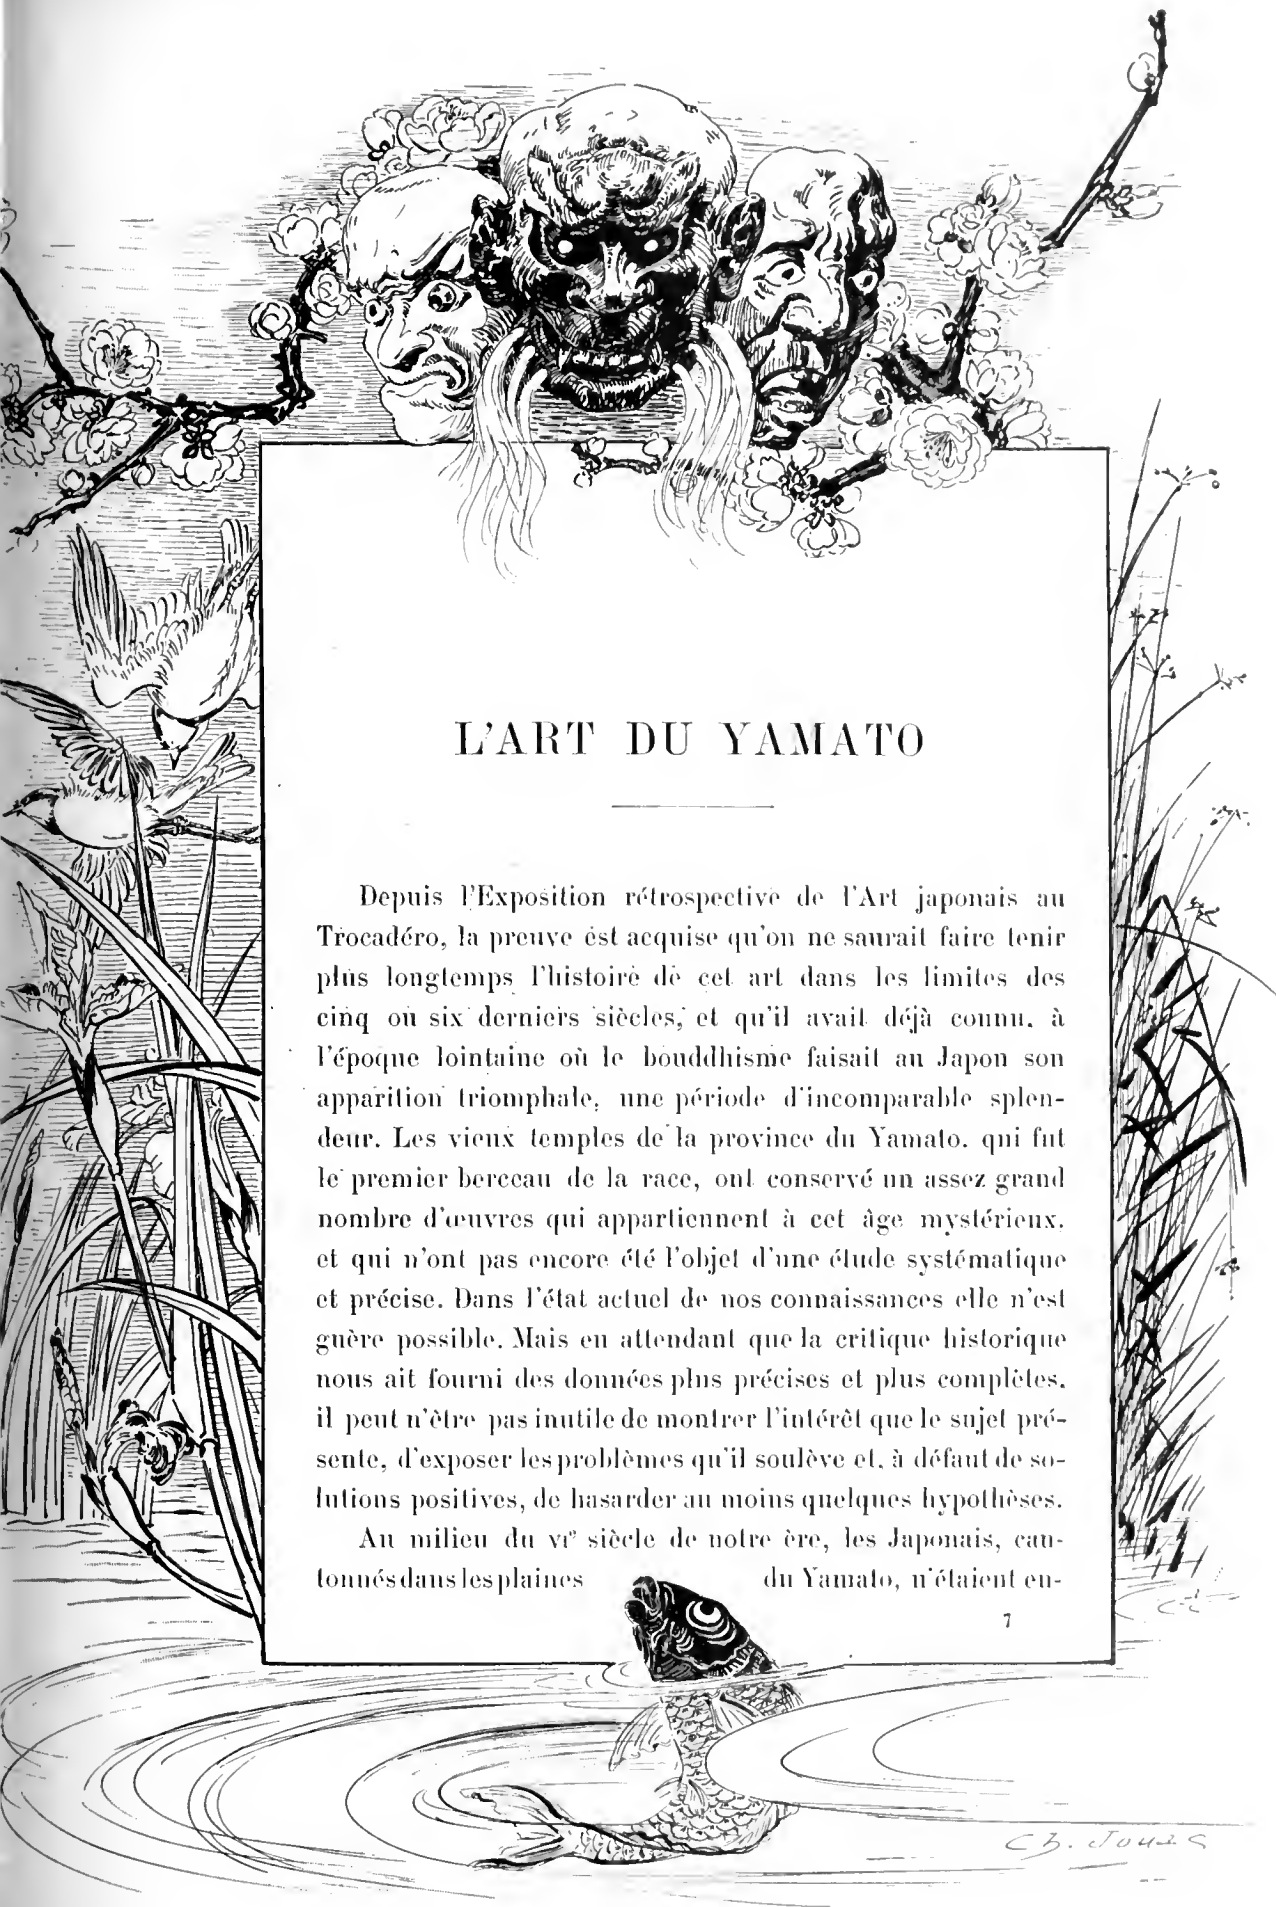 L'ART DU YAMATO
Depuis l'Exposition rétrospective de l'Art japonais au
Trocadéro, la preuve est acquise qu'on ne saurait faire tenir
plus longtemps l'histoire de cet art dans les limites des
cinq ou six derniers siècles, et qu'il avait déjà connu, à
l'époque lointaine où le bouddhisme faisait au Japon son
apparition triomphale, une période d'incomparable splen-
deur. Les vieux temples de la province du Yamato, qui fut
le premier berceau de la race, ont conservé un assez grand
nombre d'œuvres qui appartiennent à cet âge mystérieux,
et qui n'ont pas encore été l'objet d'une étude systématique
et précise. Dans l'état actuel de nos connaissances elle n'est
guère possible. Mais en attendant que la critique historique
nous ait fourni des données plus précises et plus complètes,
il peut n'être pas inutile de montrer l'intérêt que le sujet pré-
sente, d'exposer les problèmes qu'il soulève et, à défaut de so-
lutions positives, de hasarder au moins quelques hypothèses.
Au milieu du VIe siècle de notre ère, les Japonais, can-
tonnés dans les plaines du Yamato, n'étaient en-
7
Ch.